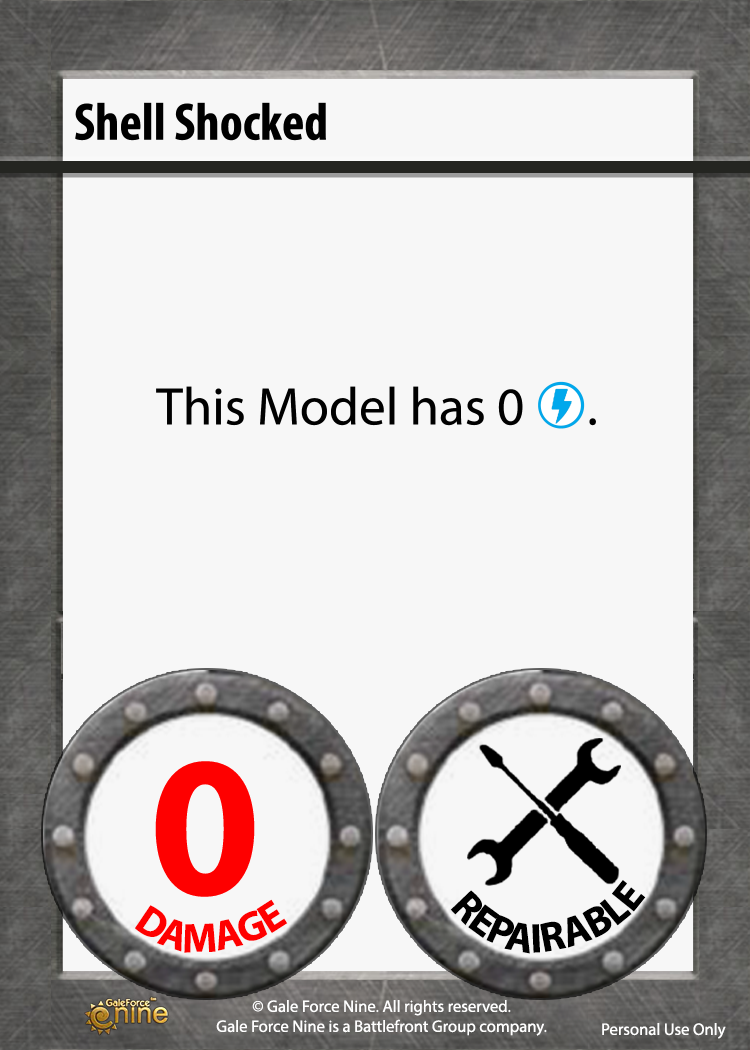 Shell Shocked
This Model has 0 .
0
DAMAGE
REPAIRABLE
GaleForce™
nine
© Gale Force Nine. All rights reserved.
Gale Force Nine is a Battlefront Group company.
Personal Use Only